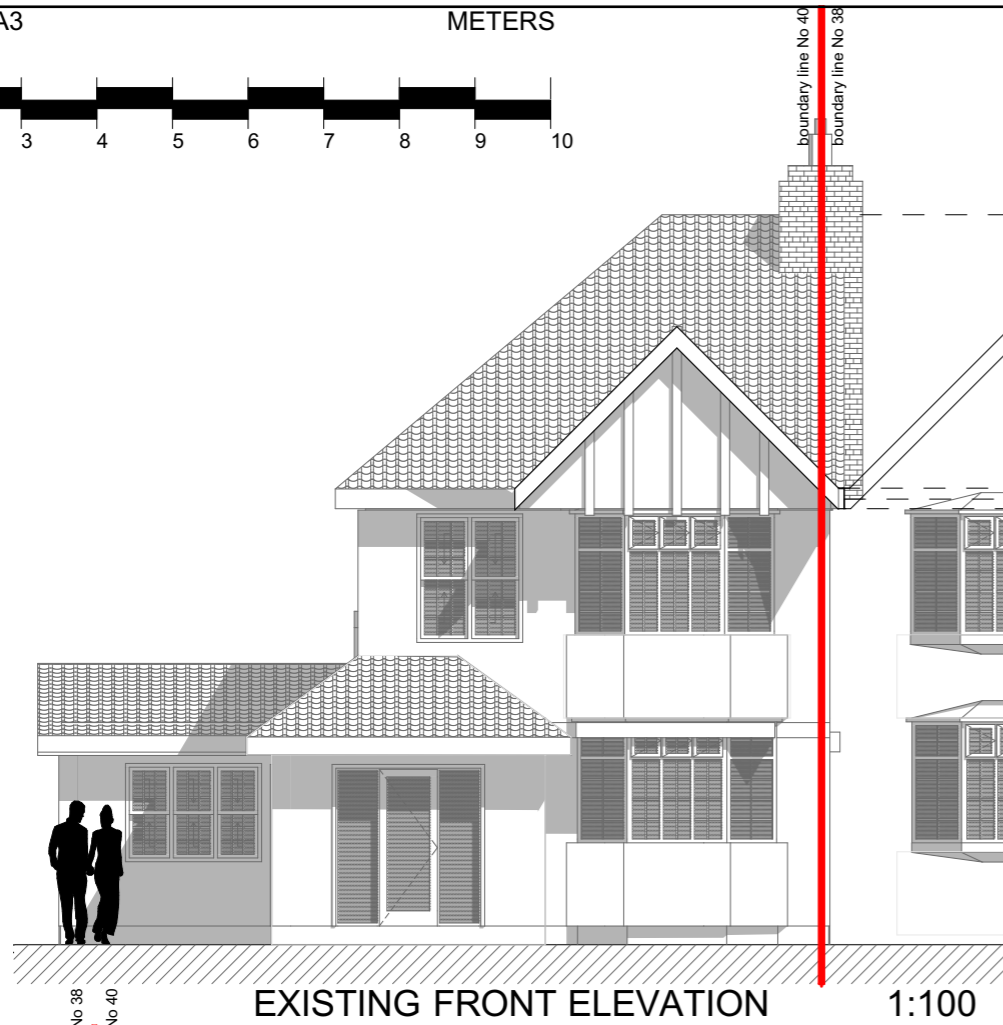 A3
METERS
3 4 5 6 7 8 9 10
boundary line No 40
boundary line No 38
EXISTING FRONT ELEVATION 1:100
No 38
No 40